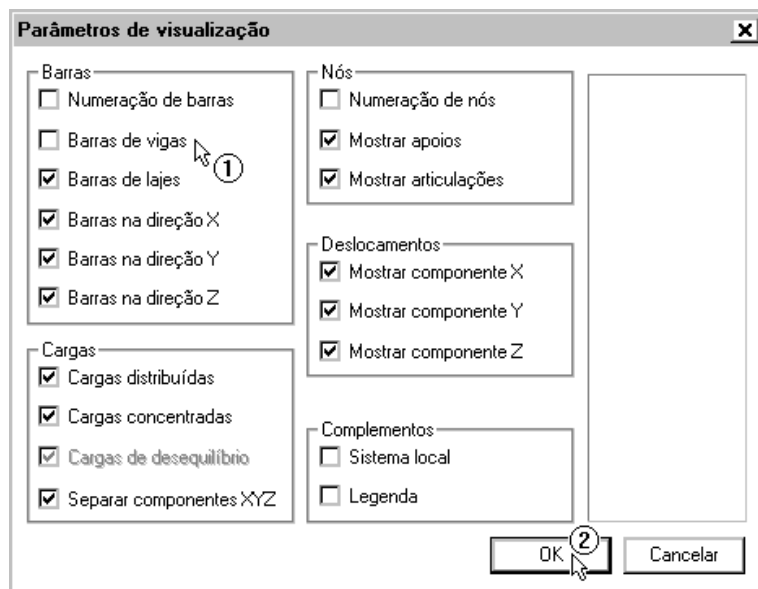 Parâmetros de visualização
Barras
Numeração de barras
Barras de vigas
1
Barras de lajes
Barras na direção X
Barras na direção Y
Barras na direção Z
Cargas
Cargas distribuídas
Cargas concentradas
Cargas de desequilíbrio
Separar componentes XYZ
Nós
Numeração de nós
Mostrar apoios
Mostrar articulações
Deslocamentos
Mostrar componente X
Mostrar componente Y
Mostrar componente Z
Complementos
Sistema local
Legenda
OK
2
Cancelar